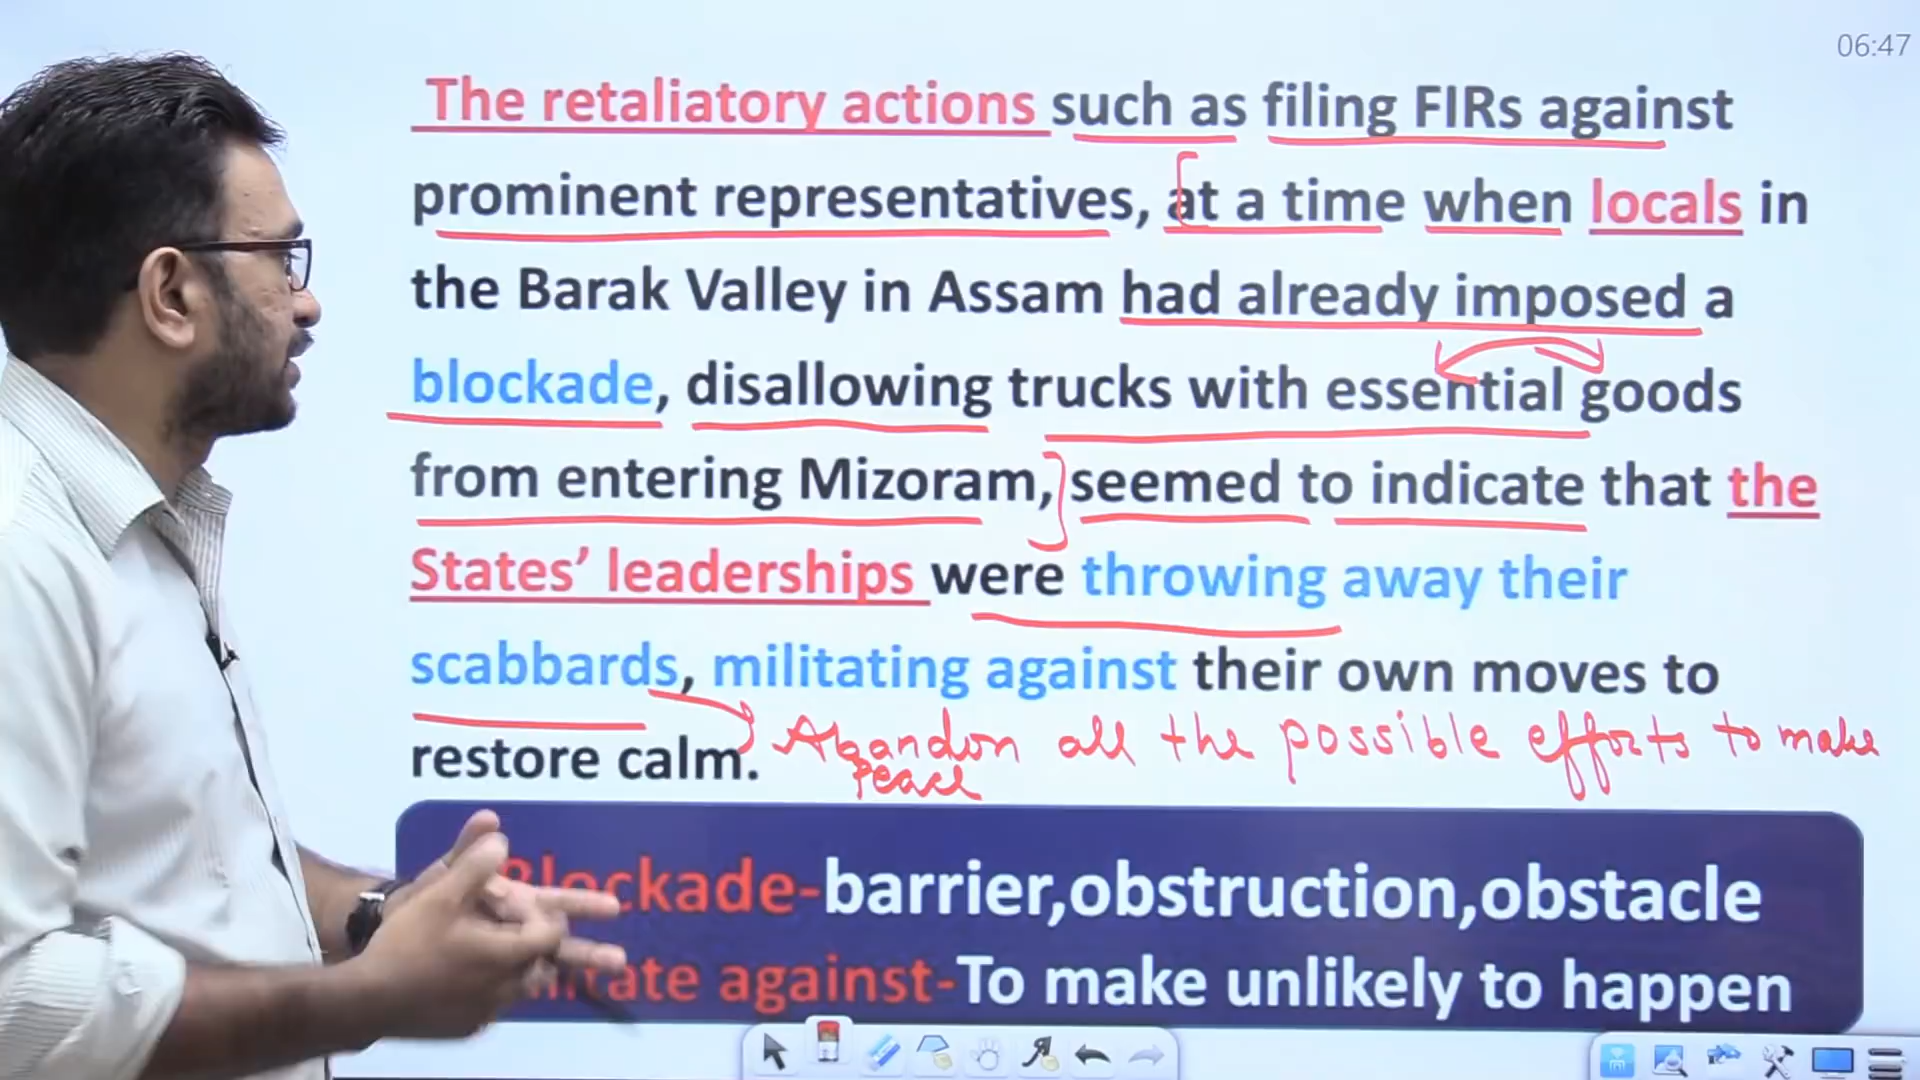 06:47
The retaliatory actions such as filing FIRs against
prominent representatives, at a time when locals in
the Barak Valley in Assam had already imposed a
blockade, disallowing trucks with essential goods
from entering Mizoram, seemed to indicate that the
States’ leaderships were throwing away their
scabbards, militating against their own moves to
restore calm.
Abandon all the possible efforts to make
peace
Blockade-barrier,obstruction,obstacle
against-To make unlikely to happen